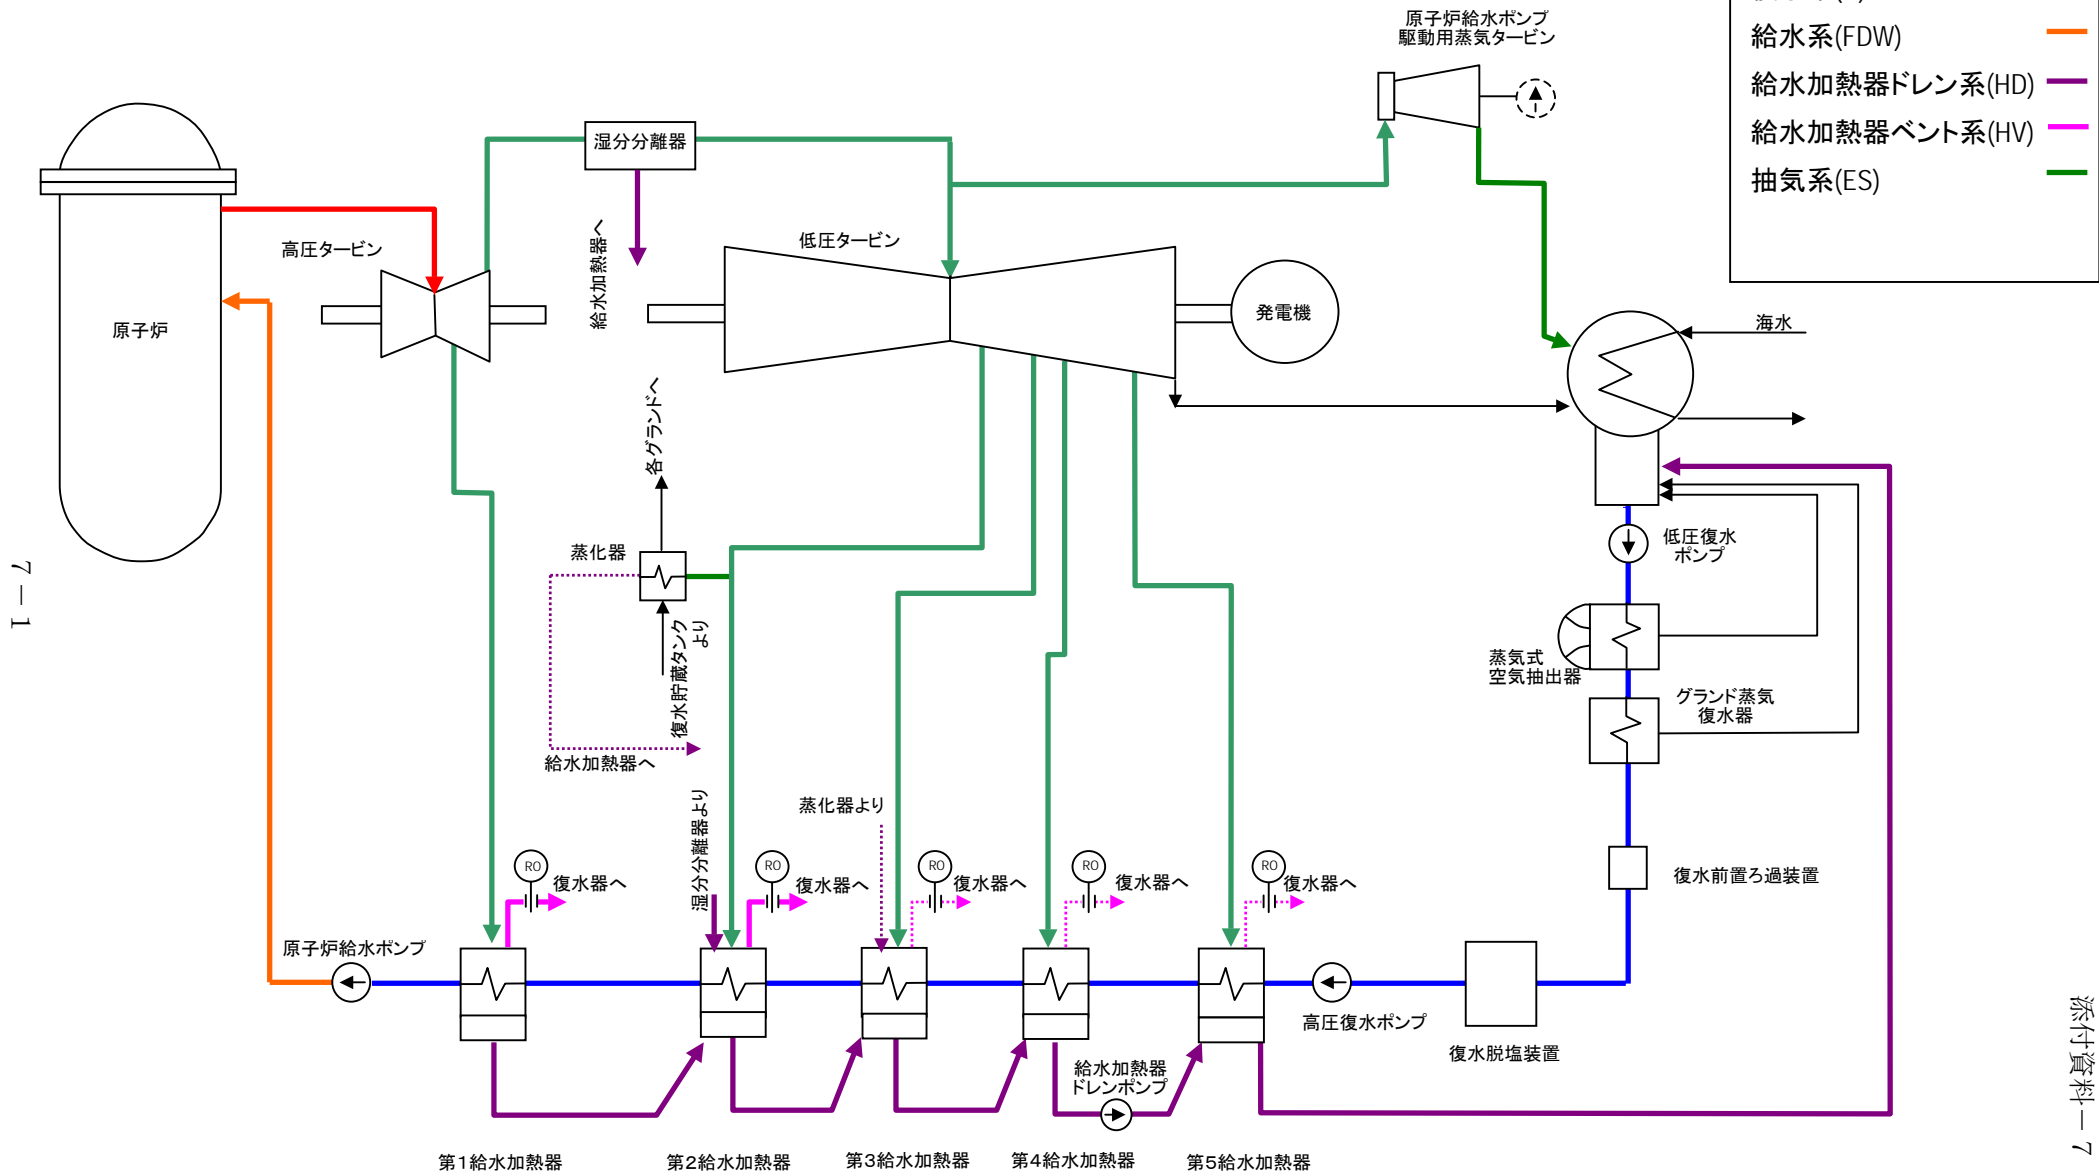 原子炉給水ポンプ
駆動用蒸気タービン
給水系(FDW)
給水加熱器ドレン系(HD)
給水加熱器ベント系(HV)
抽気系(ES)
湿分分離器
給水加熱器へ
高圧タービン
低圧タービン
原子炉
発電機
海水
各グランドへ
蒸化器
復水貯蔵タンク
より
給水加熱器へ
低圧復水
ポンプ
蒸気式
空気抽出器
グランド蒸気
復水器
復水前置ろ過装置
湿分分離器より
蒸化器より
RO
復水器へ
RO
復水器へ
RO
復水器へ
RO
復水器へ
RO
復水器へ
原子炉給水ポンプ
高圧復水ポンプ
復水脱塩装置
給水加熱器
ドレンポンプ
第1給水加熱器
第2給水加熱器
第3給水加熱器
第4給水加熱器
第5給水加熱器
7-1
添付資料-7